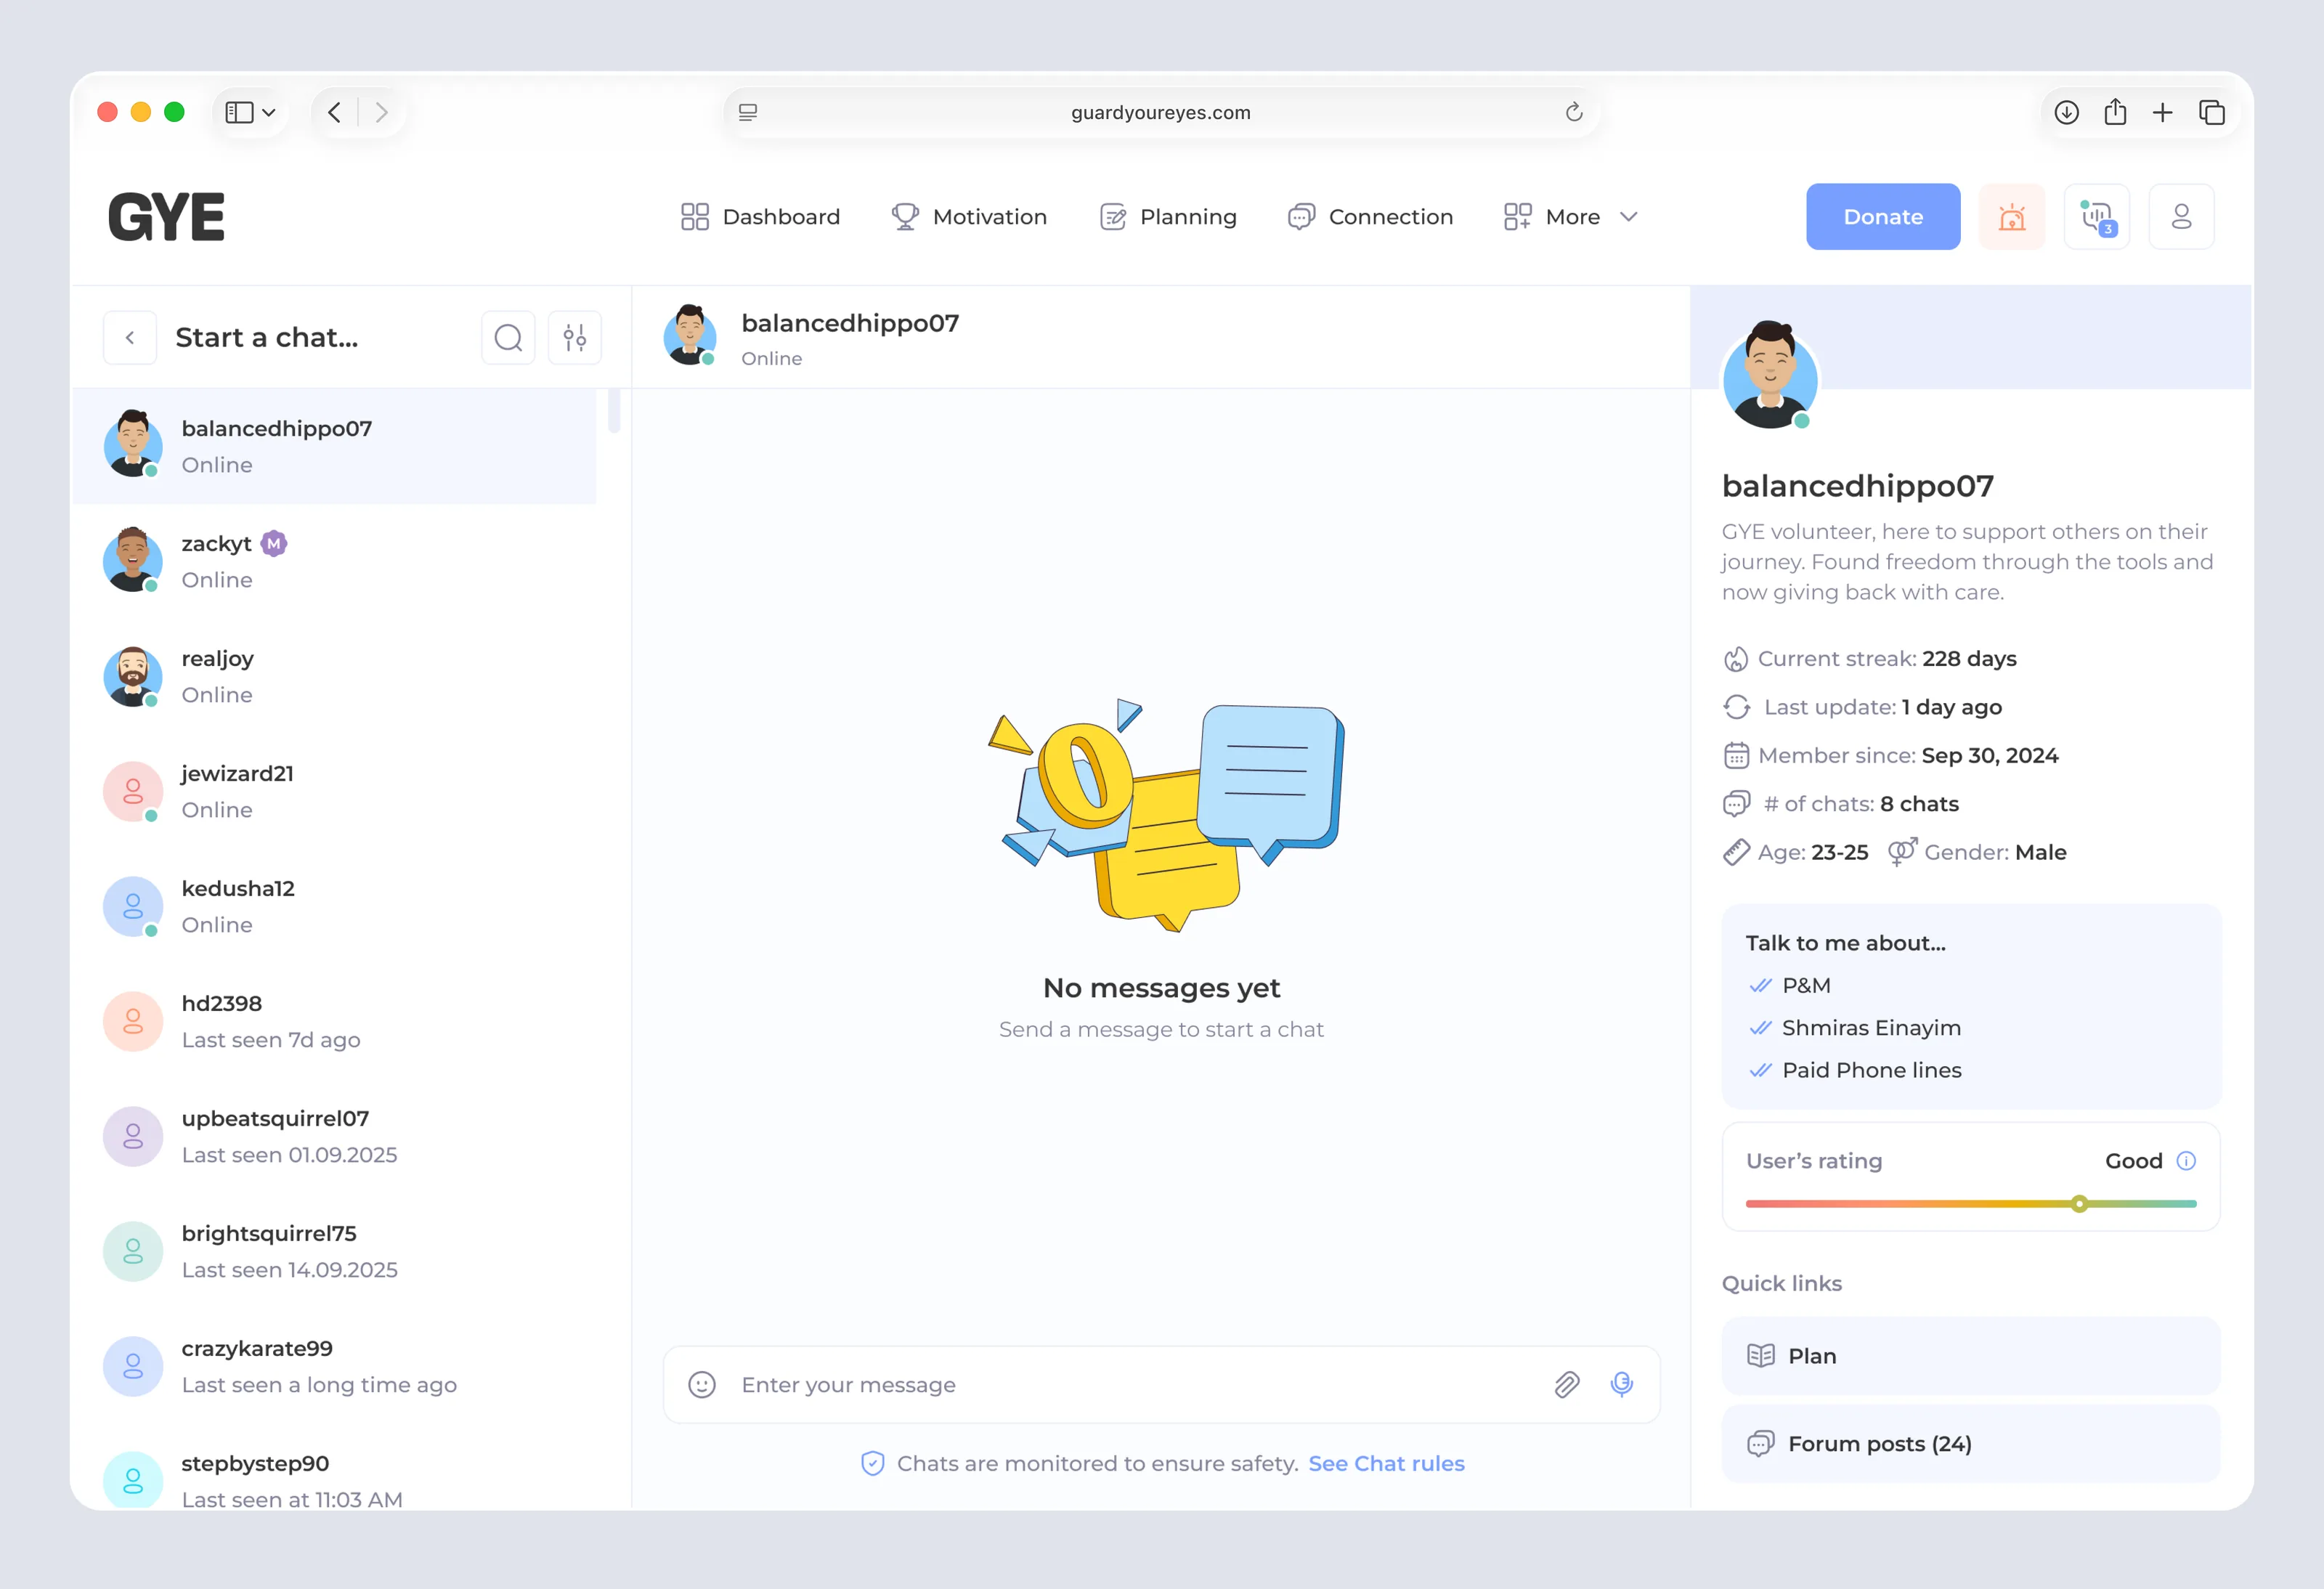 guardyoureyes.com
GYE
Dashboard
Motivation
Planning
Connection
More
Donate
3
Start a chat...
balancedhippo07
Online
zackyt M
Online
realjoy
Online
jewizard21
Online
kedusha12
Online
hd2398
Last seen 7d ago
upbeatsquirrel07
Last seen 01.09.2025
brightsquirrel75
Last seen 14.09.2025
crazykarate99
Last seen a long time ago
stepbystep90
Last seen at 11:03 AM
balancedhippo07
Online
0
No messages yet
Send a message to start a chat
Enter your message
Chats are monitored to ensure safety. See Chat rules
balancedhippo07
GYE volunteer, here to support others on their
journey. Found freedom through the tools and
now giving back with care.
Current streak: 228 days
Last update: 1 day ago
Member since: Sep 30, 2024
# of chats: 8 chats
Age: 23-25 Gender: Male
Talk to me about...
P&M
Shmiras Einayim
Paid Phone lines
User’s rating Good
Quick links
Plan
Forum posts (24)